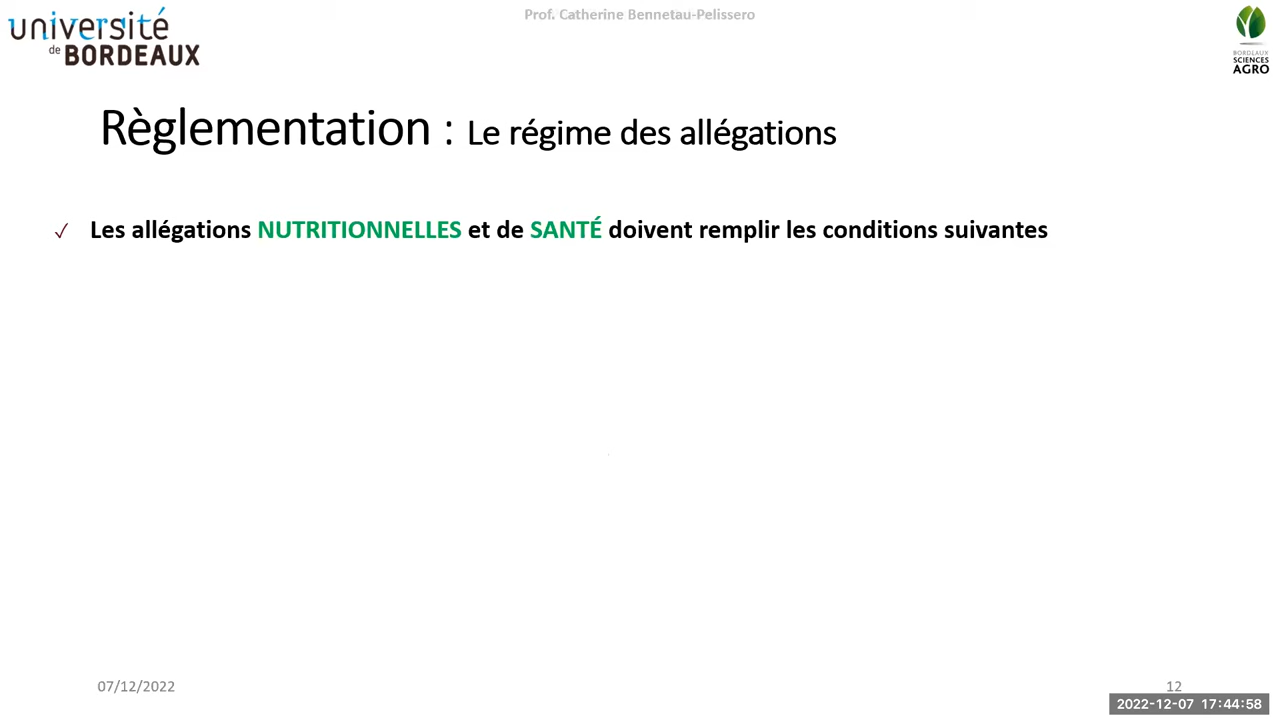 Prof. Catherine Bennetau-Pelissero
université
de BORDEAUX
BORDEAUX
SCIENCES
AGRO
Règlementation : Le régime des allégations
✓ Les allégations NUTRITIONNELLES et de SANTÉ doivent remplir les conditions suivantes
07/12/2022
12
2022-12-07 17:44:58